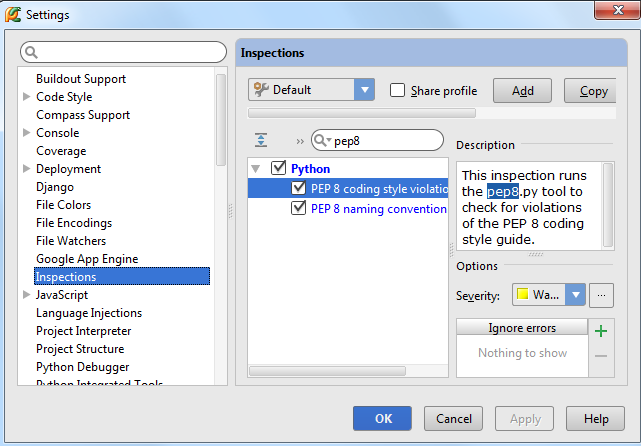 Settings
Buildout Support
Code Style
Compass Support
Console
Coverage
Deployment
Django
File Colors
File Encodings
File Watchers
Google App Engine
Inspections
JavaScript
Language Injections
Project Interpreter
Project Structure
Python Debugger
Python Integrated Tools
Inspections
Default
Share profile
Add
Copy
pep8
Python
PEP 8 coding style violatio
PEP 8 naming convention
Description
This inspection runs
the pep8.py tool to
check for violations
of the PEP 8 coding
style guide.
Options
Severity:
Wa...
...
Ignore errors
Nothing to show
OK
Cancel
Apply
Help